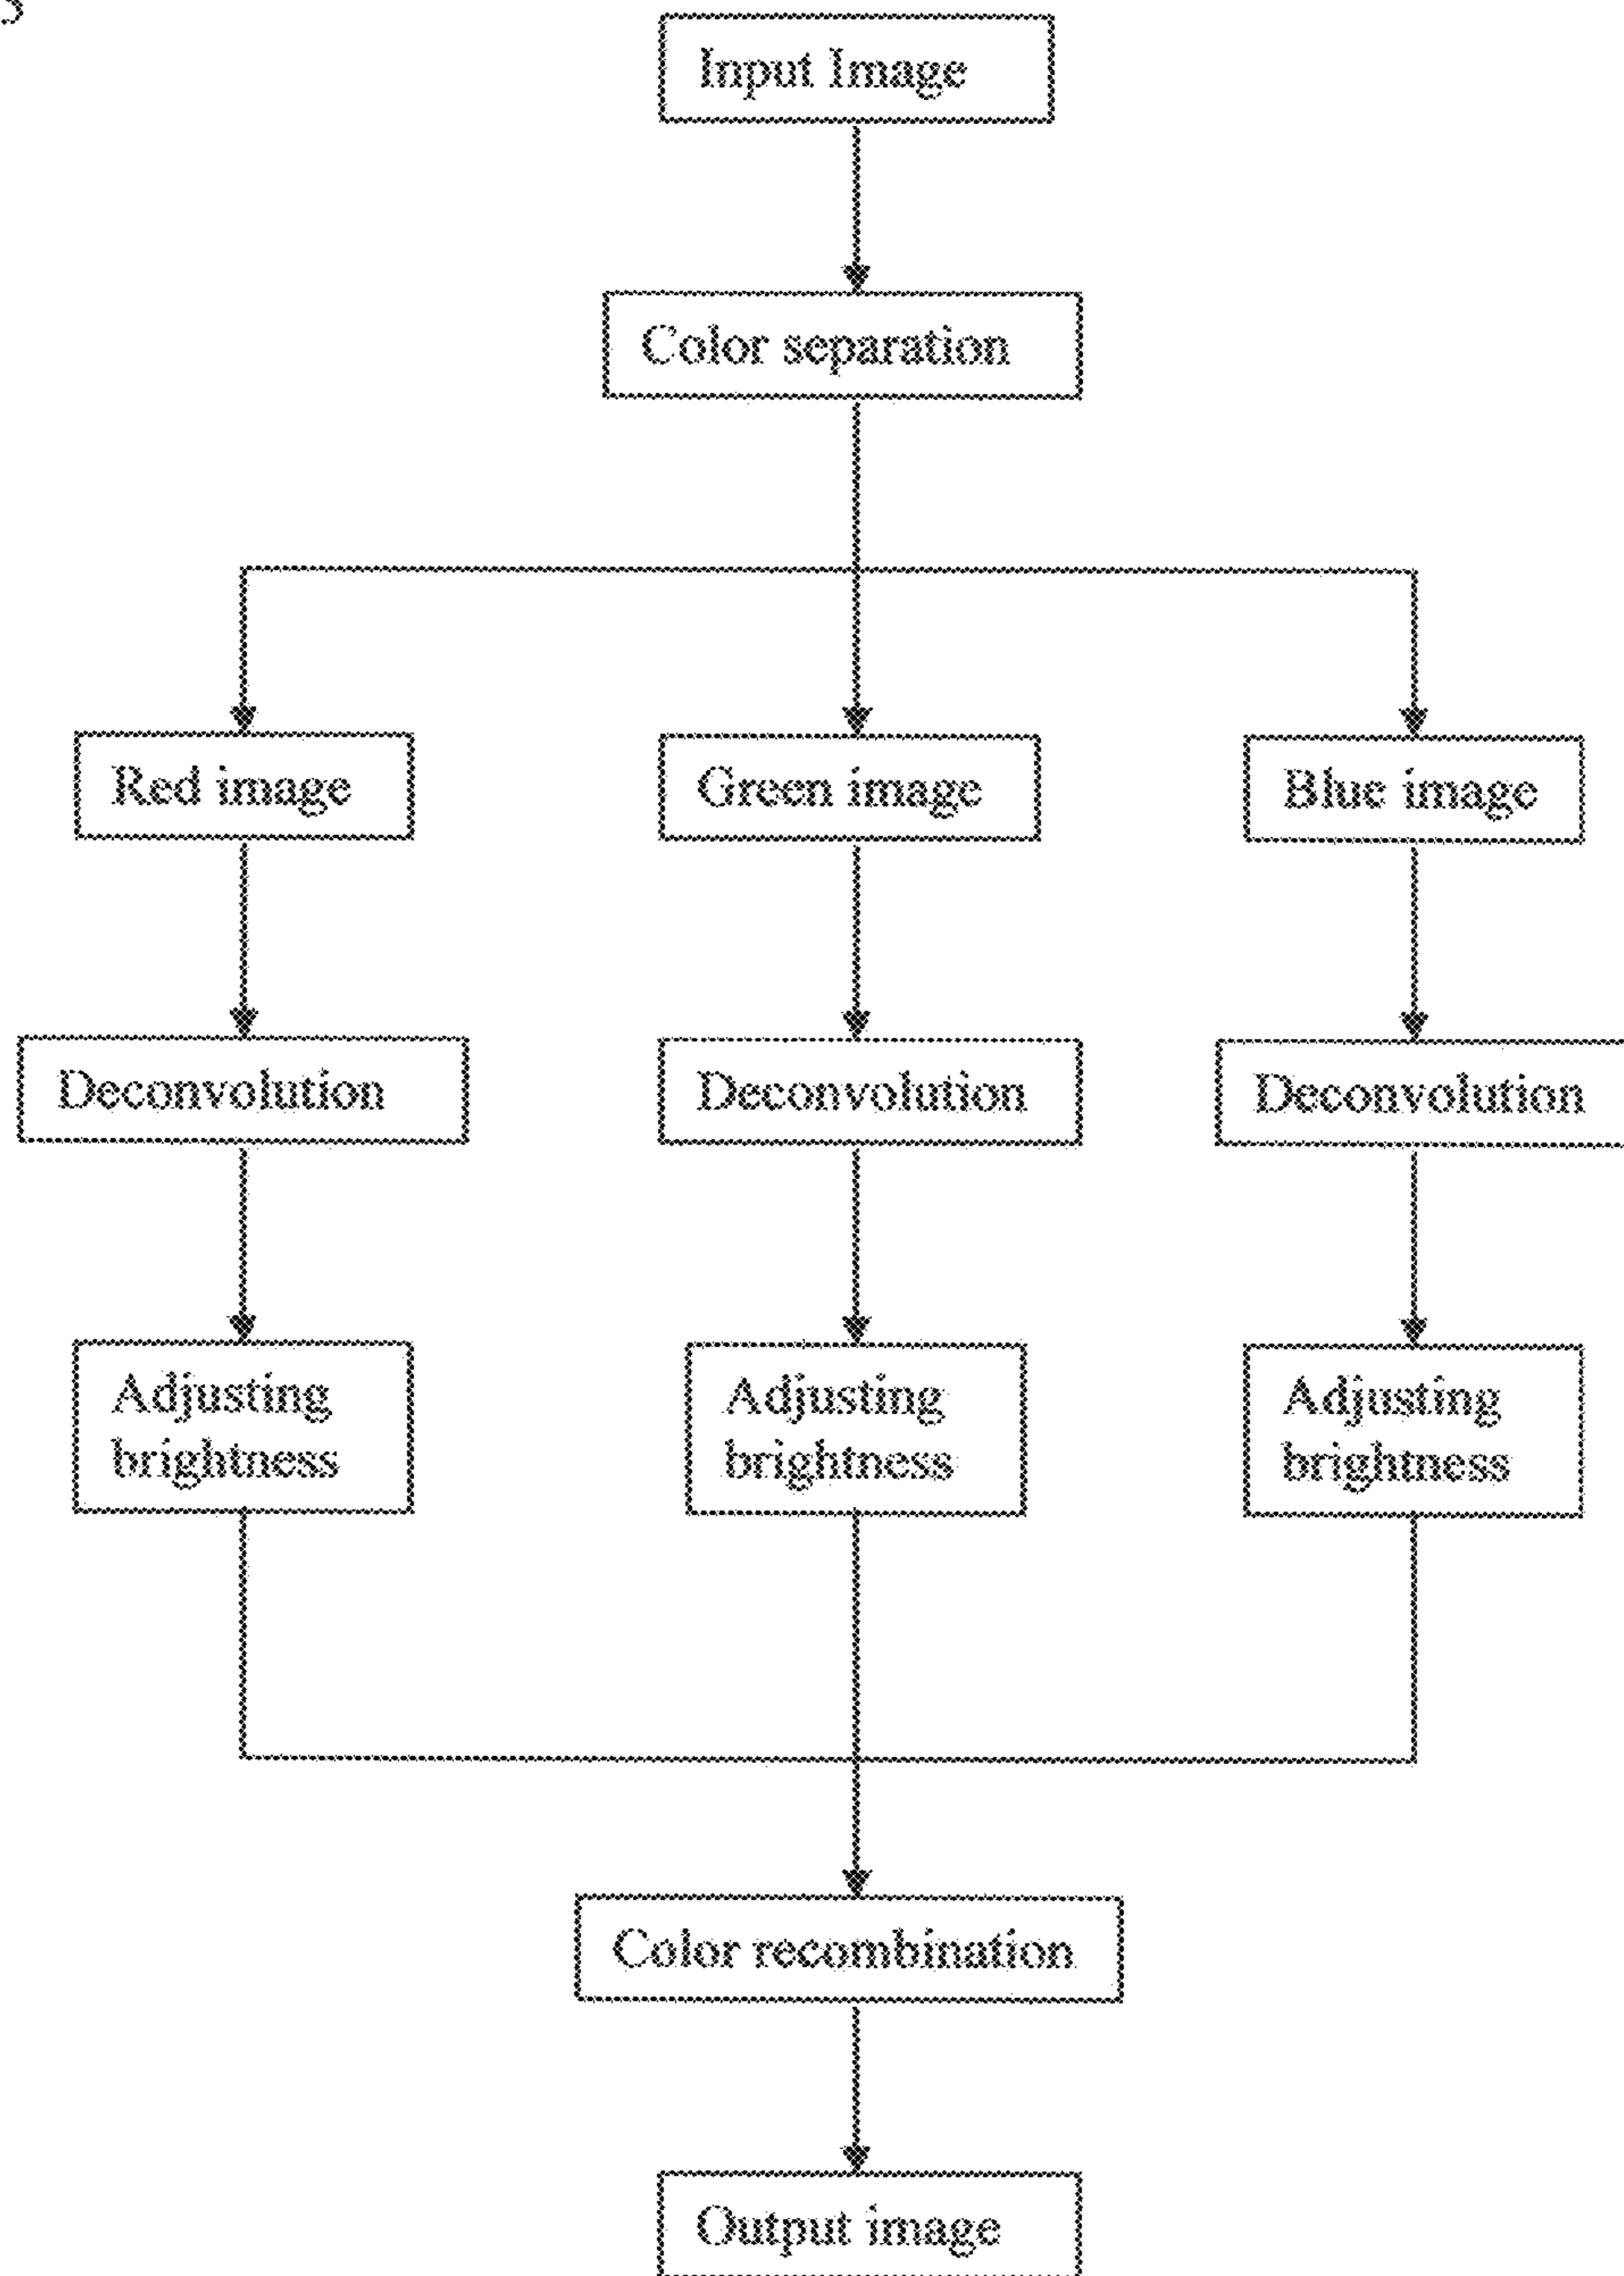 Input Image
Color separation
Red image
Green image
Blue image
Deconvolution
Deconvolution
Deconvolution
Adjusting
brightness
Adjusting
brightness
Adjusting
brightness
Color recombination
Output image